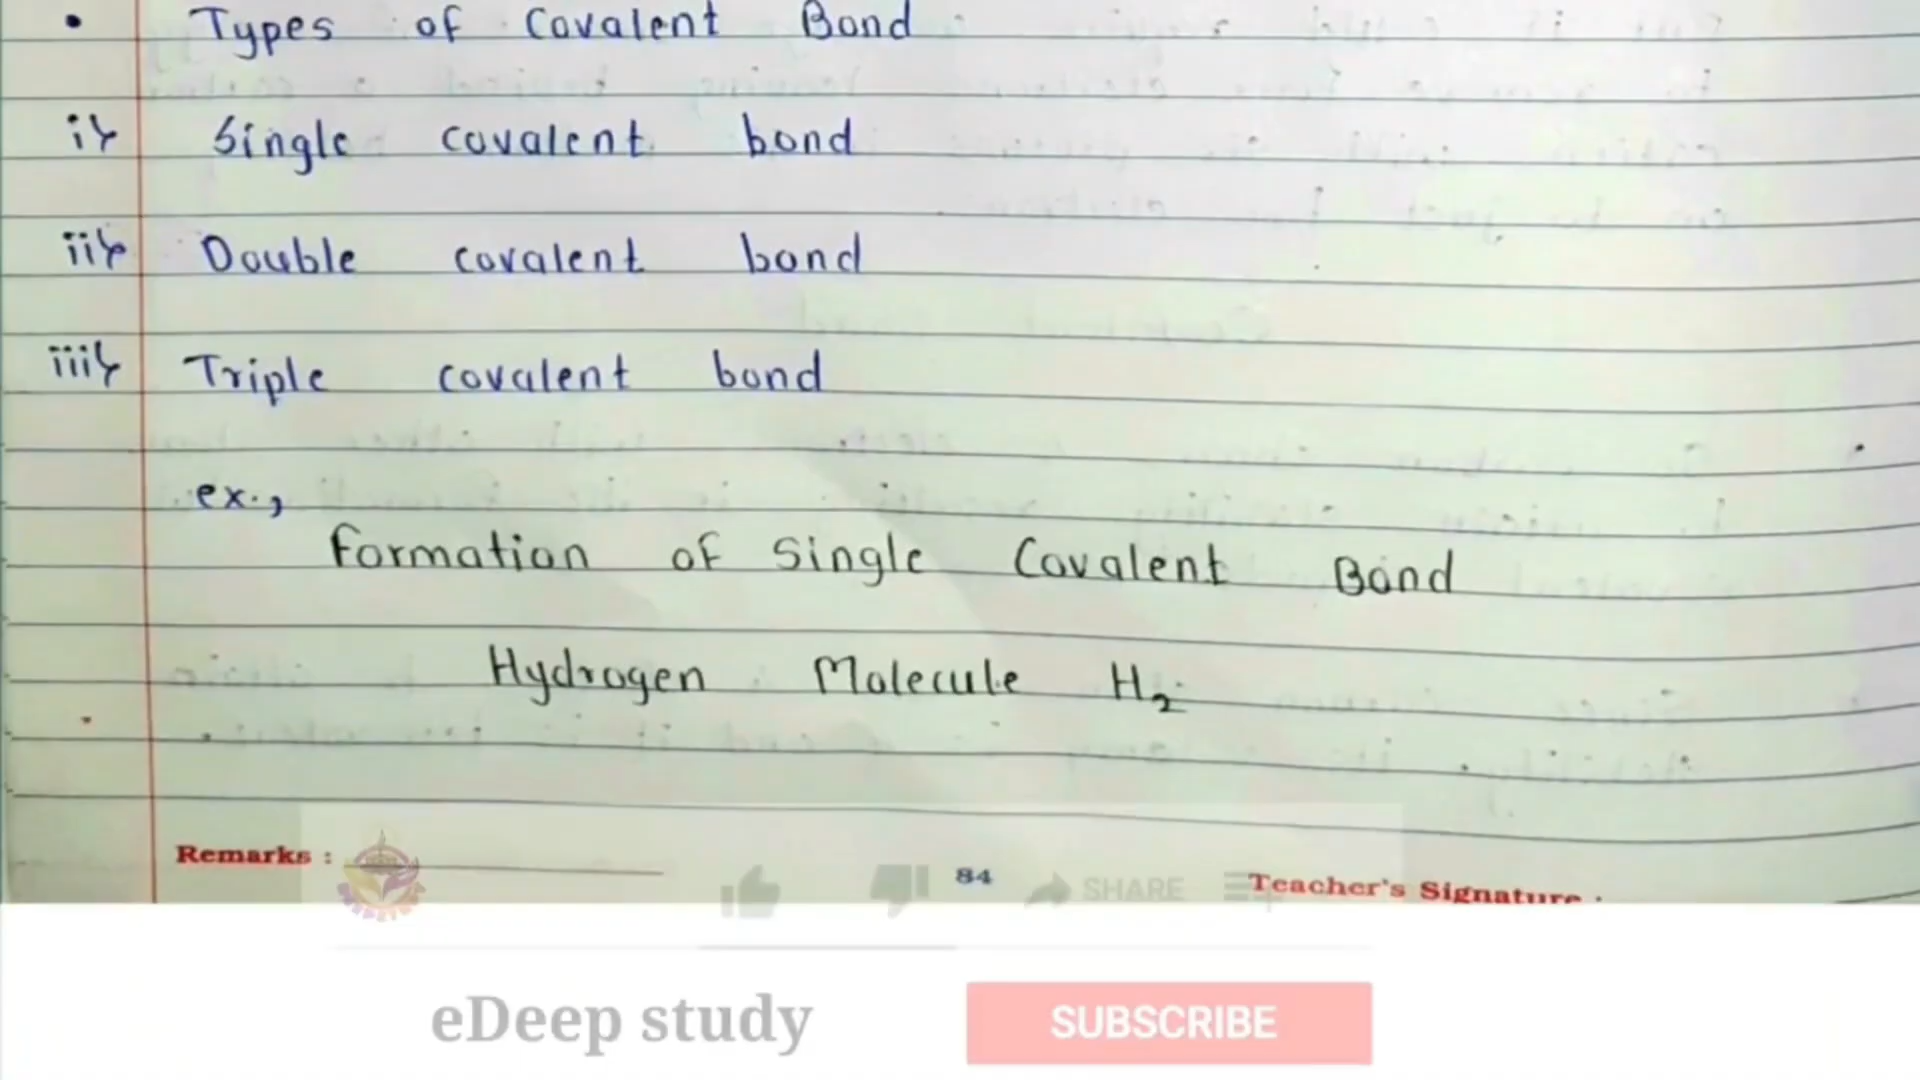 • Types of Covalent Bond
i) Single covalent bond
ii) Double covalent bond
iii) Triple covalent bond
ex.,
Formation of Single Covalent Bond
Hydrogen Molecule H₂
Remarks :
84
SHARE
Teacher's Signature :
eDeep study
SUBSCRIBE